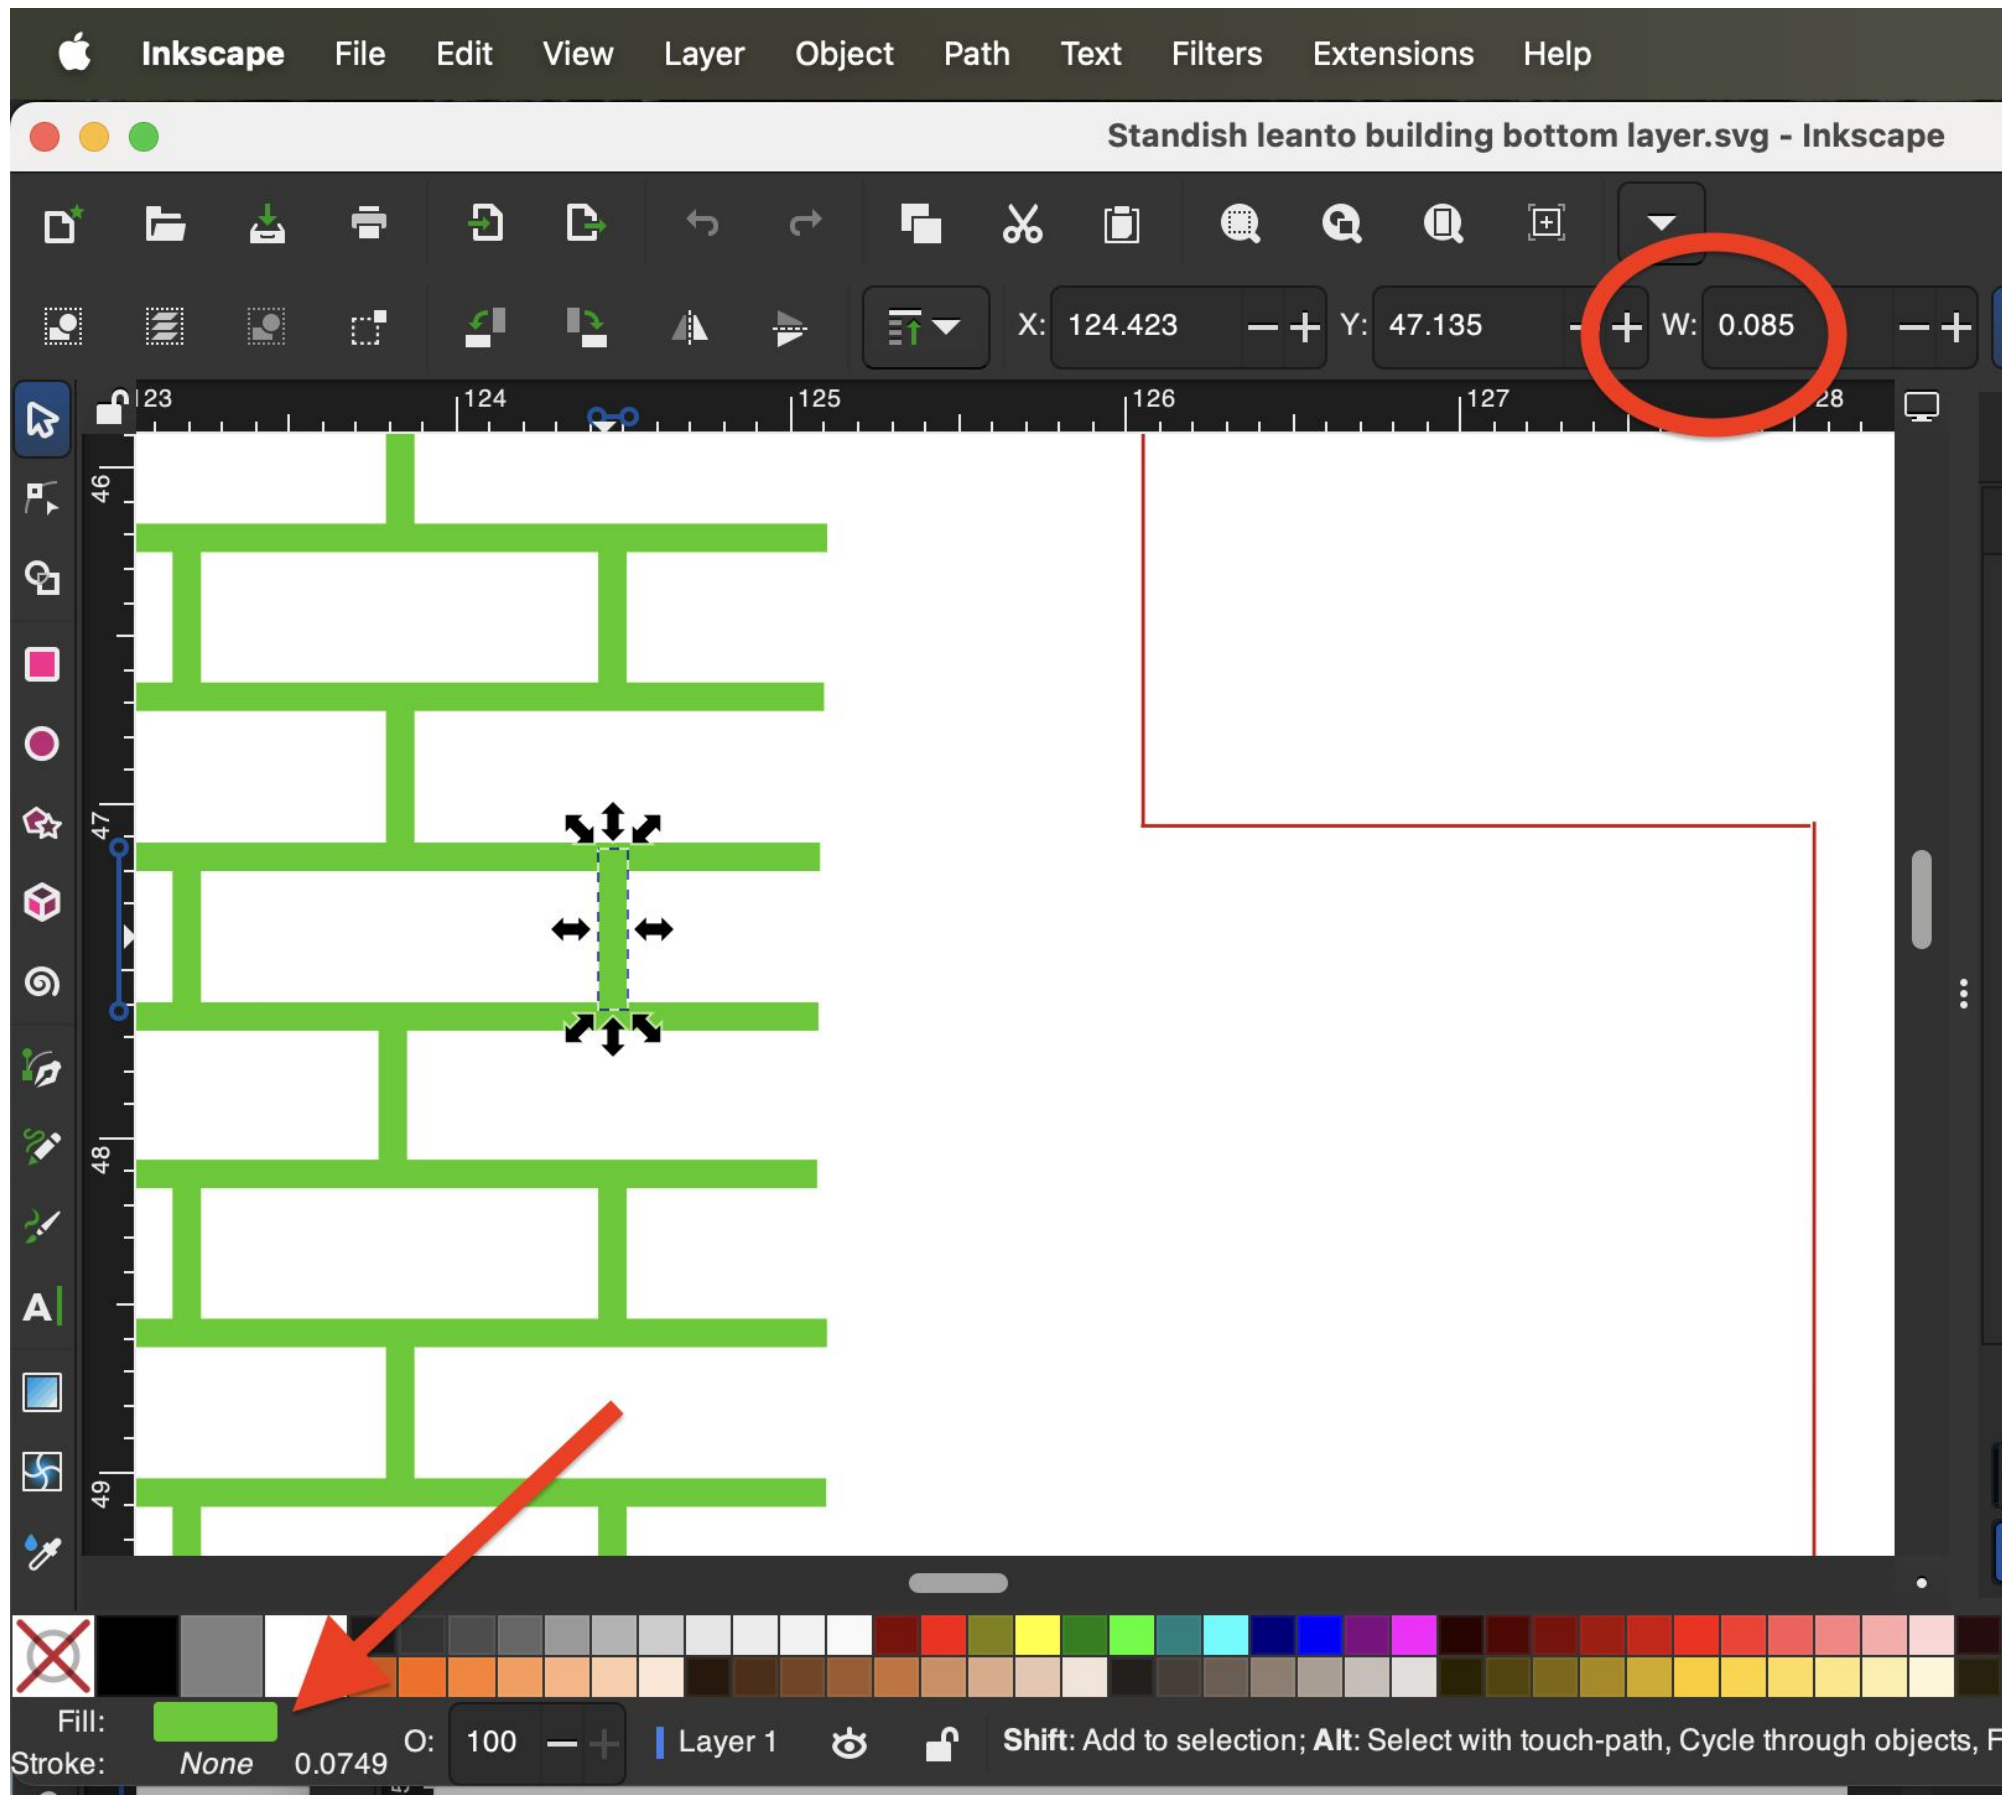 Inkscape File Edit View Layer Object Path Text Filters Extensions Help
Standish leanto building bottom layer.svg - Inkscape
X: 124.423 Y: 47.135 W: 0.085
123 124 125 126 127 28
46
47
48
49
A
Fill:
O: 100 Layer 1 Shift: Add to selection; Alt: Select with touch-path, Cycle through objects, F
Stroke: None 0.0749